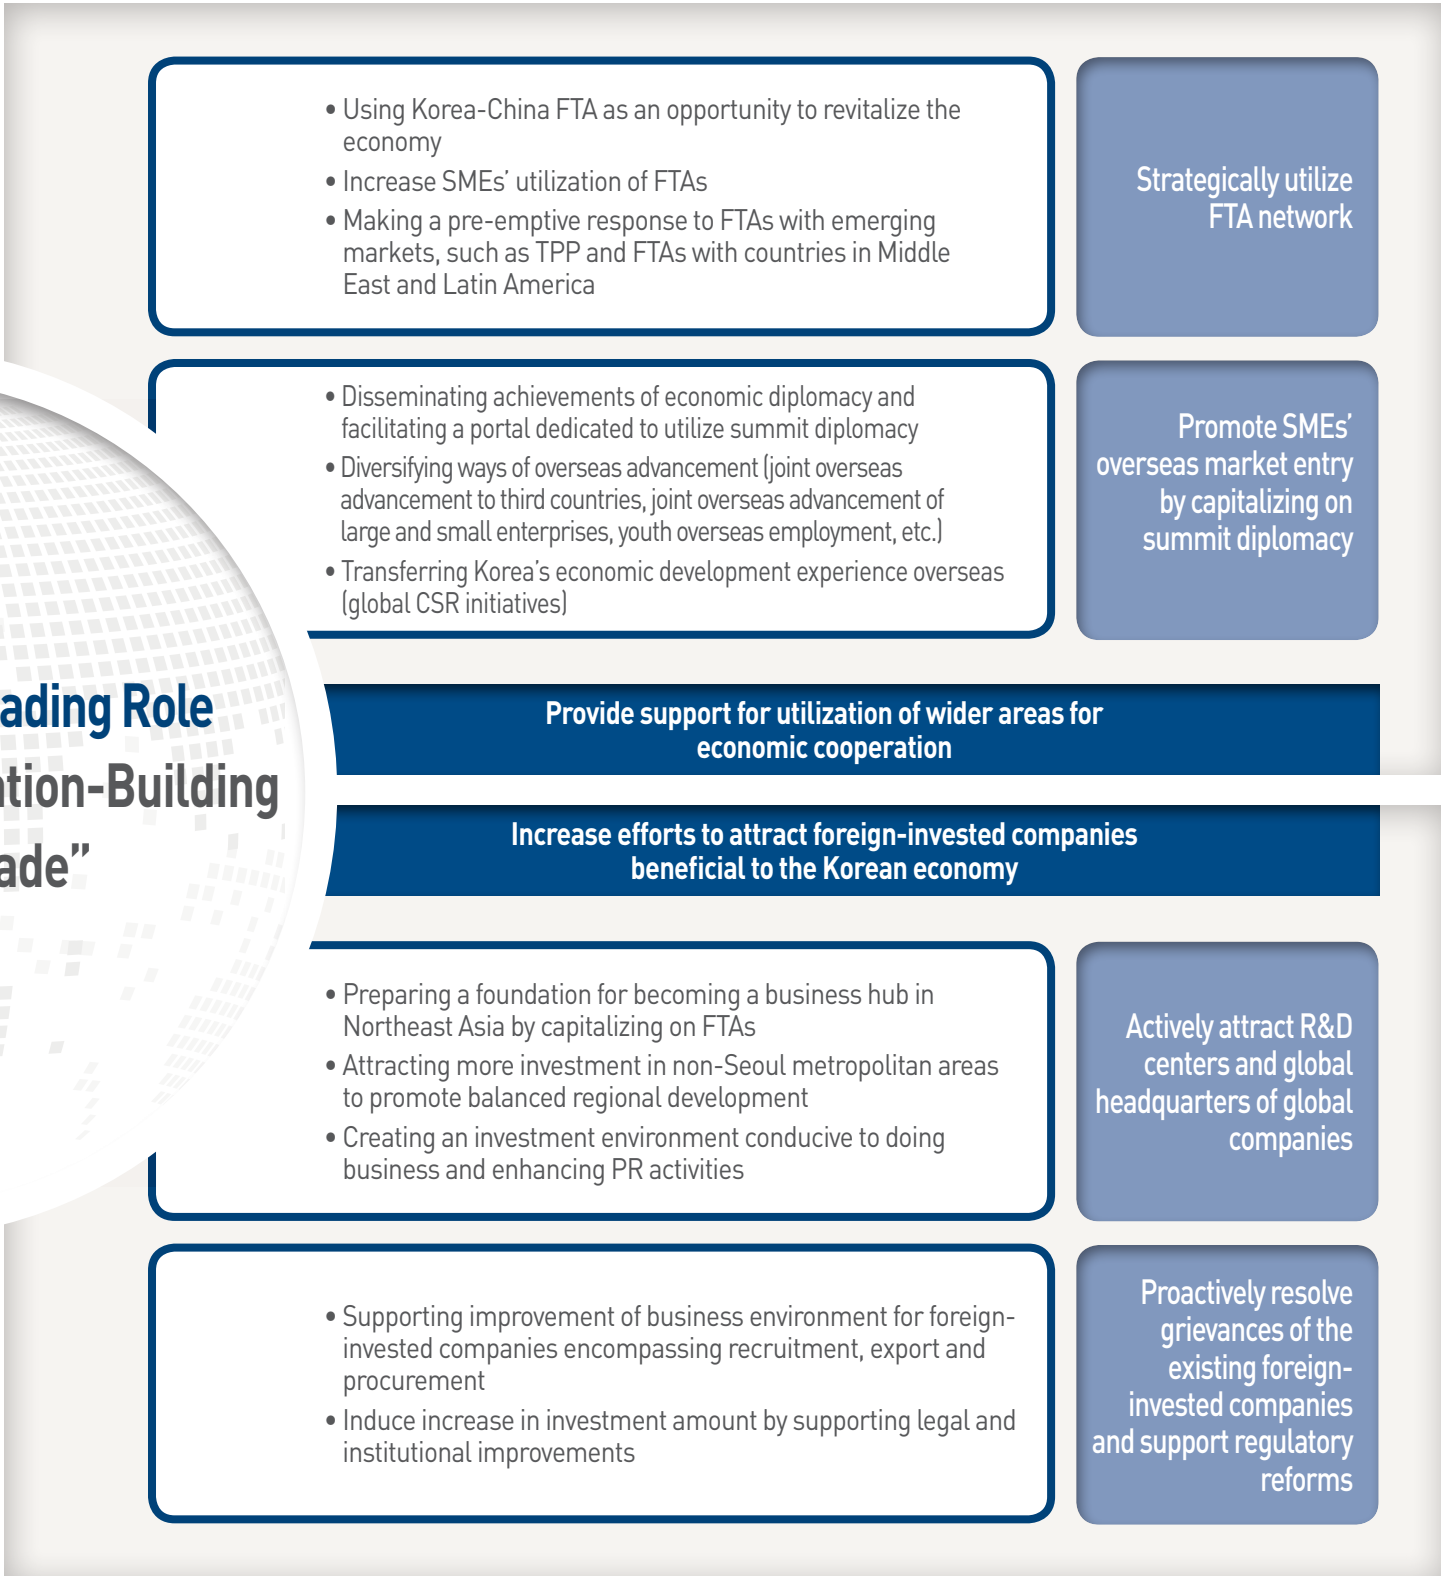 • Using Korea-China FTA as an opportunity to revitalize the
economy
• Increase SMEs’ utilization of FTAs
• Making a pre-emptive response to FTAs with emerging
markets, such as TPP and FTAs with countries in Middle
East and Latin America
Strategically utilize
FTA network
• Disseminating achievements of economic diplomacy and
facilitating a portal dedicated to utilize summit diplomacy
• Diversifying ways of overseas advancement (joint overseas
advancement to third countries, joint overseas advancement of
large and small enterprises, youth overseas employment, etc.)
• Transferring Korea’s economic development experience overseas
(global CSR initiatives)
Promote SMEs’
overseas market entry
by capitalizing on
summit diplomacy
ading Role
ation-Building
ade”
Provide support for utilization of wider areas for
economic cooperation
Increase efforts to attract foreign-invested companies
beneficial to the Korean economy
• Preparing a foundation for becoming a business hub in
Northeast Asia by capitalizing on FTAs
• Attracting more investment in non-Seoul metropolitan areas
to promote balanced regional development
• Creating an investment environment conducive to doing
business and enhancing PR activities
Actively attract R&D
centers and global
headquarters of global
companies
• Supporting improvement of business environment for foreign-
invested companies encompassing recruitment, export and
procurement
• Induce increase in investment amount by supporting legal and
institutional improvements
Proactively resolve
grievances of the
existing foreign-
invested companies
and support regulatory
reforms